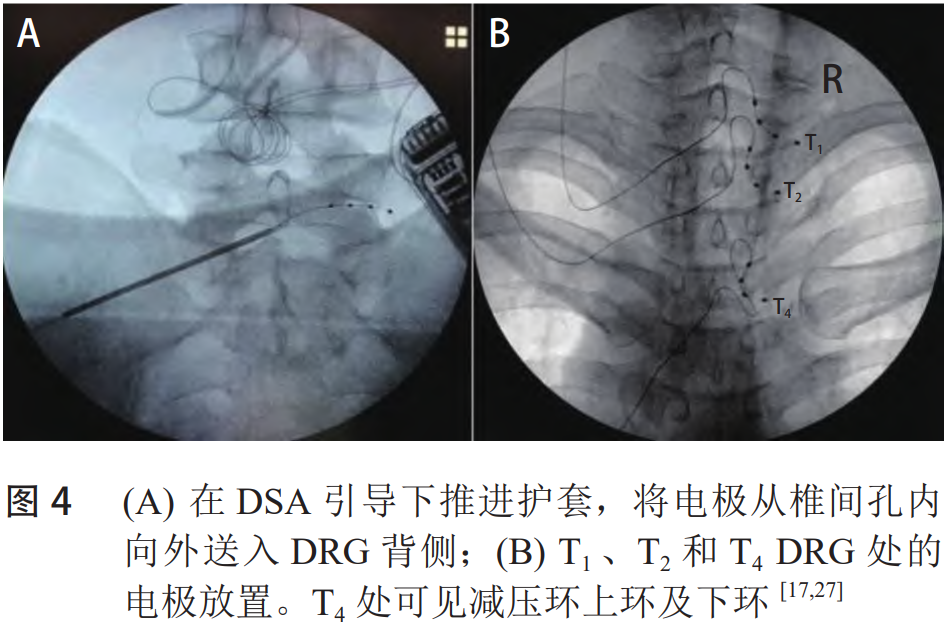 A
B
R
T₁
T₂
T₄
图 4 (A) 在 DSA 引导下推进护套，将电极从椎间孔内
向外送入 DRG 背侧；(B) T₁、T₂ 和 T₄ DRG 处的
电极放置。T₄ 处可见减压环上环及下环 [17,27]